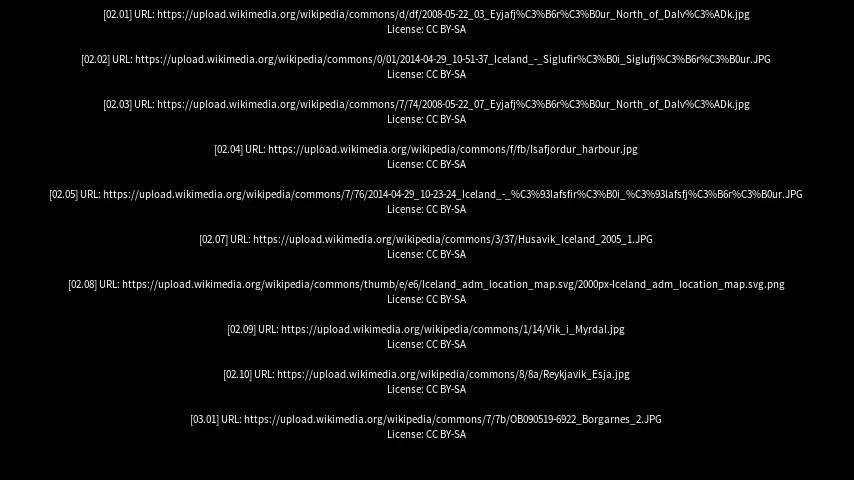 [02.01] URL: https://upload.wikimedia.org/wikipedia/commons/d/df/2008-05-22_03_Eyjafj%C3%B6r%C3%B0ur_North_of_Dalv%C3%ADk.jpg
License: CC BY-SA
[02.02] URL: https://upload.wikimedia.org/wikipedia/commons/0/01/2014-04-29_10-51-37_Iceland_-_Siglufir%C3%B0i_Siglufj%C3%B6r%C3%B0ur.JPG
License: CC BY-SA
[02.03] URL: https://upload.wikimedia.org/wikipedia/commons/7/74/2008-05-22_07_Eyjafj%C3%B6r%C3%B0ur_North_of_Dalv%C3%ADk.jpg
License: CC BY-SA
[02.04] URL: https://upload.wikimedia.org/wikipedia/commons/f/fb/Isafjordur_harbour.jpg
License: CC BY-SA
[02.05] URL: https://upload.wikimedia.org/wikipedia/commons/7/76/2014-04-29_10-23-24_Iceland_-_%C3%93lafsfir%C3%B0i_%C3%93lafsfj%C3%B6r%C3%B0ur.JPG
License: CC BY-SA
[02.07] URL: https://upload.wikimedia.org/wikipedia/commons/3/37/Husavik_Iceland_2005_1.JPG
License: CC BY-SA
[02.08] URL: https://upload.wikimedia.org/wikipedia/commons/thumb/e/e6/Iceland_adm_location_map.svg/2000px-Iceland_adm_location_map.svg.png
License: CC BY-SA
[02.09] URL: https://upload.wikimedia.org/wikipedia/commons/1/14/Vik_i_Myrdal.jpg
License: CC BY-SA
[02.10] URL: https://upload.wikimedia.org/wikipedia/commons/8/8a/Reykjavik_Esja.jpg
License: CC BY-SA
[03.01] URL: https://upload.wikimedia.org/wikipedia/commons/7/7b/OB090519-6922_Borgarnes_2.JPG
License: CC BY-SA